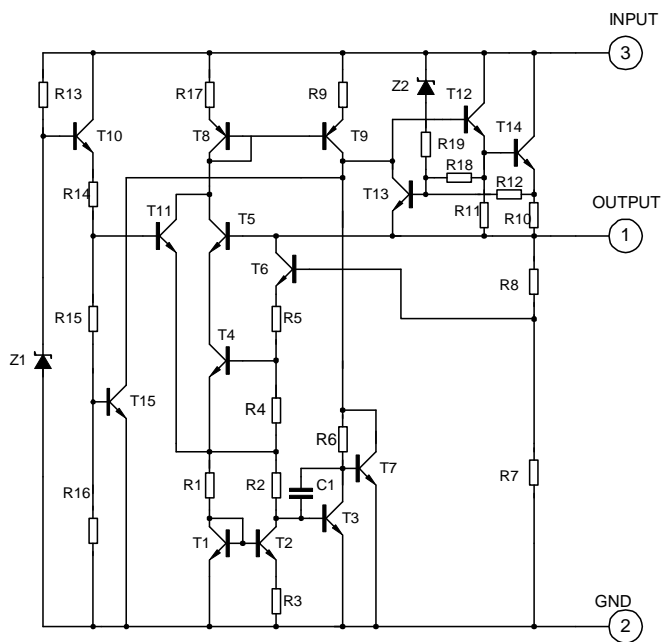 INPUT
3
R13
R17
R9
Z2
T12
T10
T8
T9
R19
T14
R18
R14
T13
R12
T11
T5
R11
R10
OUTPUT
1
T6
R8
R15
R5
T4
Z1
T15
R4
R6
T7
R7
R16
R1
R2
C1
T3
T1
T2
R3
GND
2